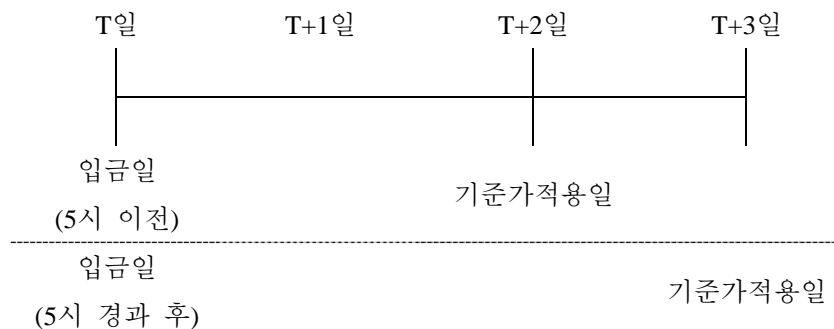 T일 T+1일 T+2일 T+3일
입금일
(5시 이전)
기준가적용일
입금일
(5시 경과 후)
기준가적용일